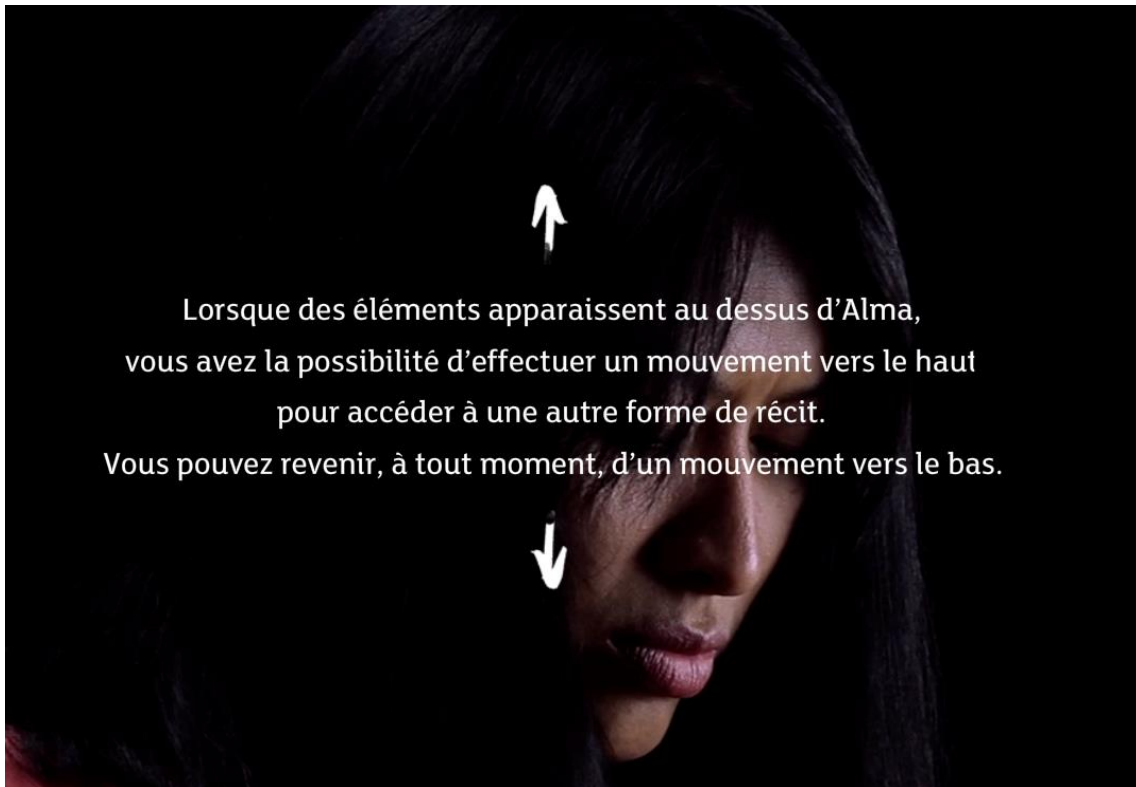 Lorsque des éléments apparaissent au dessus d’Alma,
vous avez la possibilité d’effectuer un mouvement vers le haut
pour accéder à une autre forme de récit.
Vous pouvez revenir, à tout moment, d’un mouvement vers le bas.